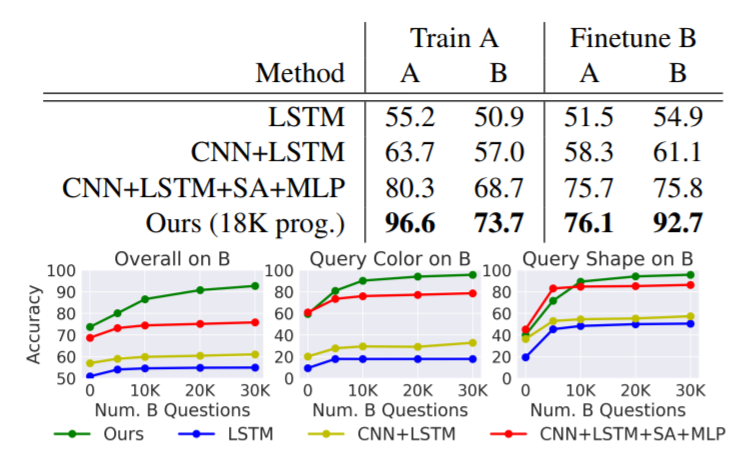 Train A Finetune B
Method A B A B
LSTM 55.2 50.9 51.5 54.9
CNN+LSTM 63.7 57.0 58.3 61.1
CNN+LSTM+SA+MLP 80.3 68.7 75.7 75.8
Ours (18K prog.) 96.6 73.7 76.1 92.7
Overall on B Query Color on B Query Shape on B
100 100 100
90 80 80
80 60 60
70 40 40
60 20 20
50 0 0
Accuracy
0 10K 20K 30K 0 10K 20K 30K 0 10K 20K 30K
Num. B Questions Num. B Questions Num. B Questions
Ours LSTM CNN+LSTM CNN+LSTM+SA+MLP